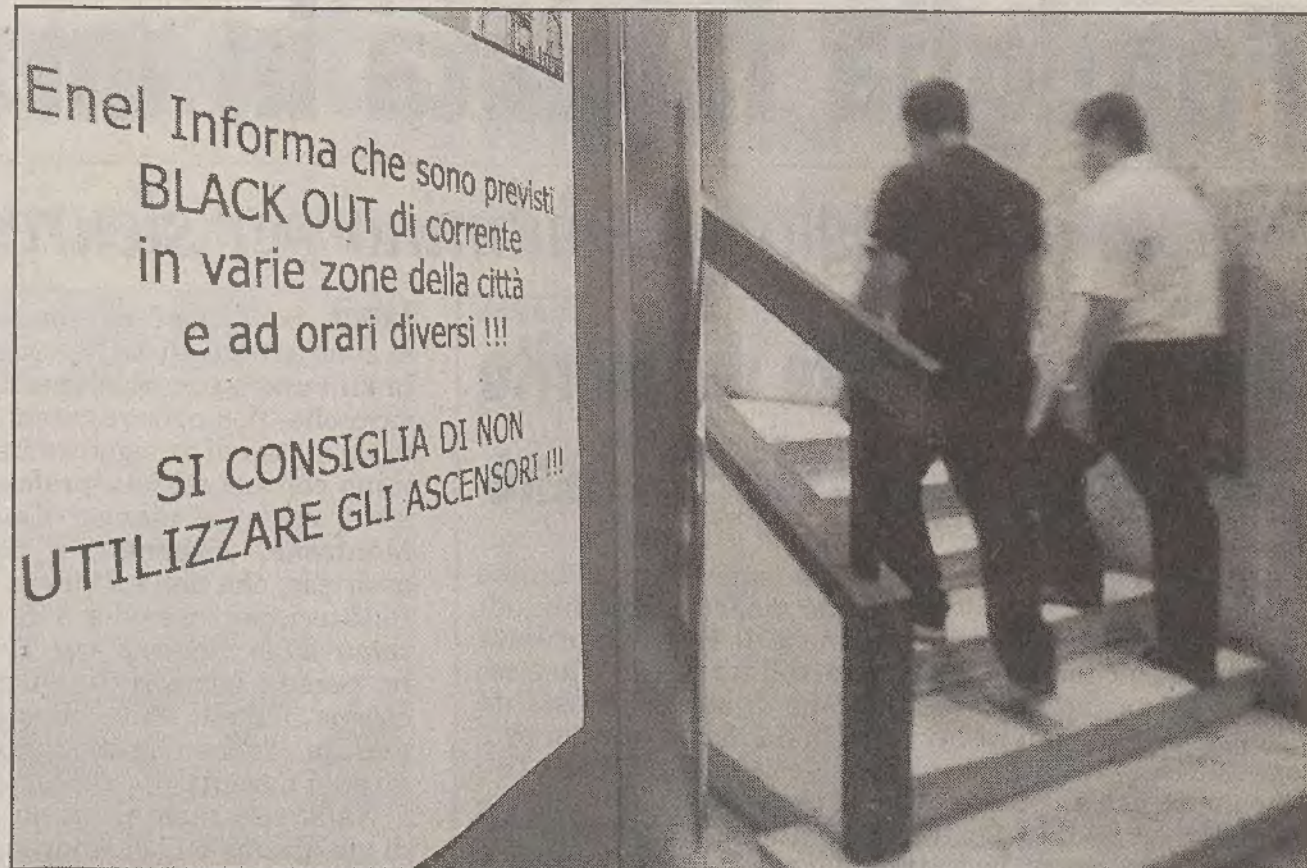 Enel Informa che sono previsti
BLACK OUT di corrente
in varie zone della città
e ad orari diversi !!!
SI CONSIGLIA DI NON
UTILIZZARE GLI ASCENSORI !!!